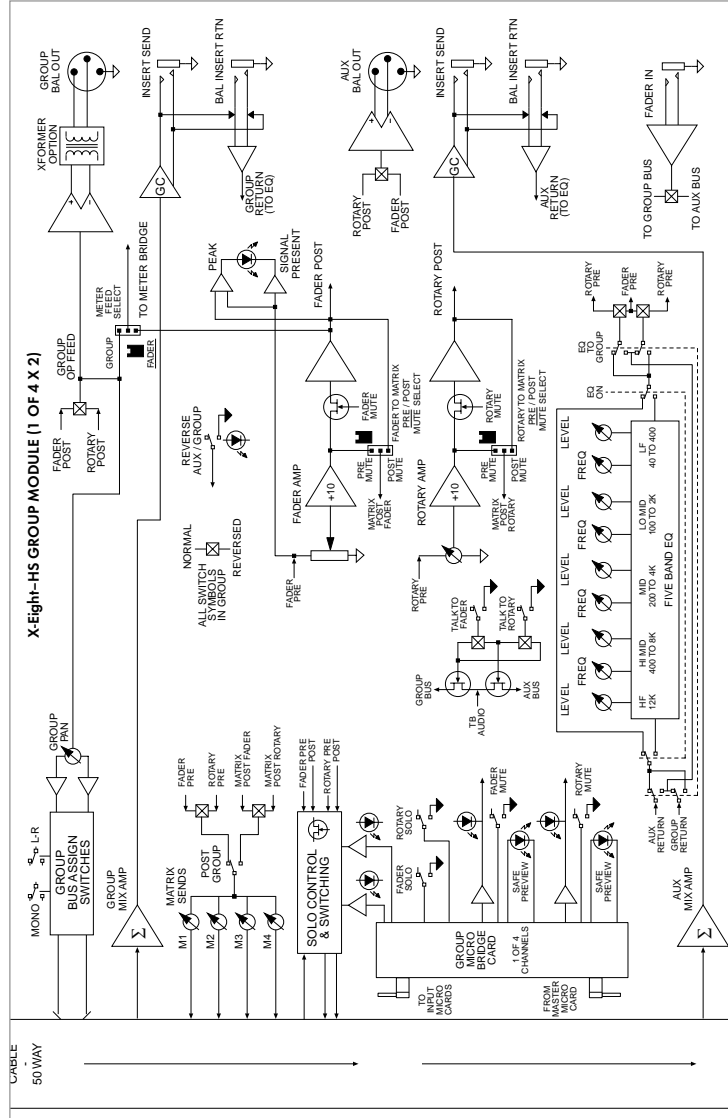 X-Eight–HS GROUP MODULE (1 OF 4 X 2)
CABLE
-
50 WAY
MONO
L-R
GROUP
BUS ASSIGN
SWITCHES
GROUP
PAN
FADER
POST
ROTARY
POST
GROUP
OP FEED
GROUP
METER
FEED
SELECT
FADER
TO METER BRIDGE
XFORMER
OPTION
+
–
GROUP
BAL OUT
GROUP
MIX AMP
Σ
GC
INSERT SEND
BAL INSERT RTN
GROUP
RETURN
(TO EQ)
MATRIX
SENDS
M1
M2
M3
M4
POST
GROUP
FADER
PRE
ROTARY
PRE
MATRIX
POST FADER
MATRIX
POST ROTARY
NORMAL
ALL SWITCH
SYMBOLS
IN GROUP
REVERSED
REVERSE
AUX / GROUP
PEAK
SIGNAL
PRESENT
FADER
PRE
FADER AMP
+10
FADER
MUTE
FADER POST
PRE
MUTE
POST
MUTE
MATRIX
POST
FADER
FADER TO MATRIX
PRE / POST
MUTE SELECT
SOLO CONTROL
& SWITCHING
FADER PRE
POST
ROTARY PRE
POST
FADER
SOLO
ROTARY
SOLO
GROUP
MICRO
BRIDGE
CARD
1 OF 4
CHANNELS
TO
INPUT
MICRO
CARDS
FROM
MASTER
MICRO
CARD
FADER
MUTE
SAFE
PREVIEW
ROTARY
MUTE
SAFE
PREVIEW
GROUP
BUS
TB
AUDIO
AUX
BUS
TALK TO
FADER
TALK TO
ROTARY
ROTARY
PRE
ROTARY AMP
+10
ROTARY
MUTE
ROTARY POST
PRE
MUTE
POST
MUTE
MATRIX
POST
ROTARY
ROTARY TO MATRIX
PRE / POST
MUTE SELECT
ROTARY
POST
FADER
POST
+
–
AUX
BAL OUT
GC
INSERT SEND
BAL INSERT RTN
AUX
RETURN
(TO EQ)
AUX
MIX AMP
Σ
AUX
RETURN
GROUP
RETURN
LEVEL
FREQ
LEVEL
FREQ
LEVEL
FREQ
LEVEL
FREQ
LEVEL
HF
12K
HI MID
400 TO 8K
MID
200 TO 4K
LO MID
100 TO 2K
LF
40 TO 400
FIVE BAND EQ
EQ
ON
EQ
TO
GROUP
ROTARY
PRE
FADER
PRE
ROTARY
PRE
TO GROUP BUS
TO AUX BUS
FADER IN